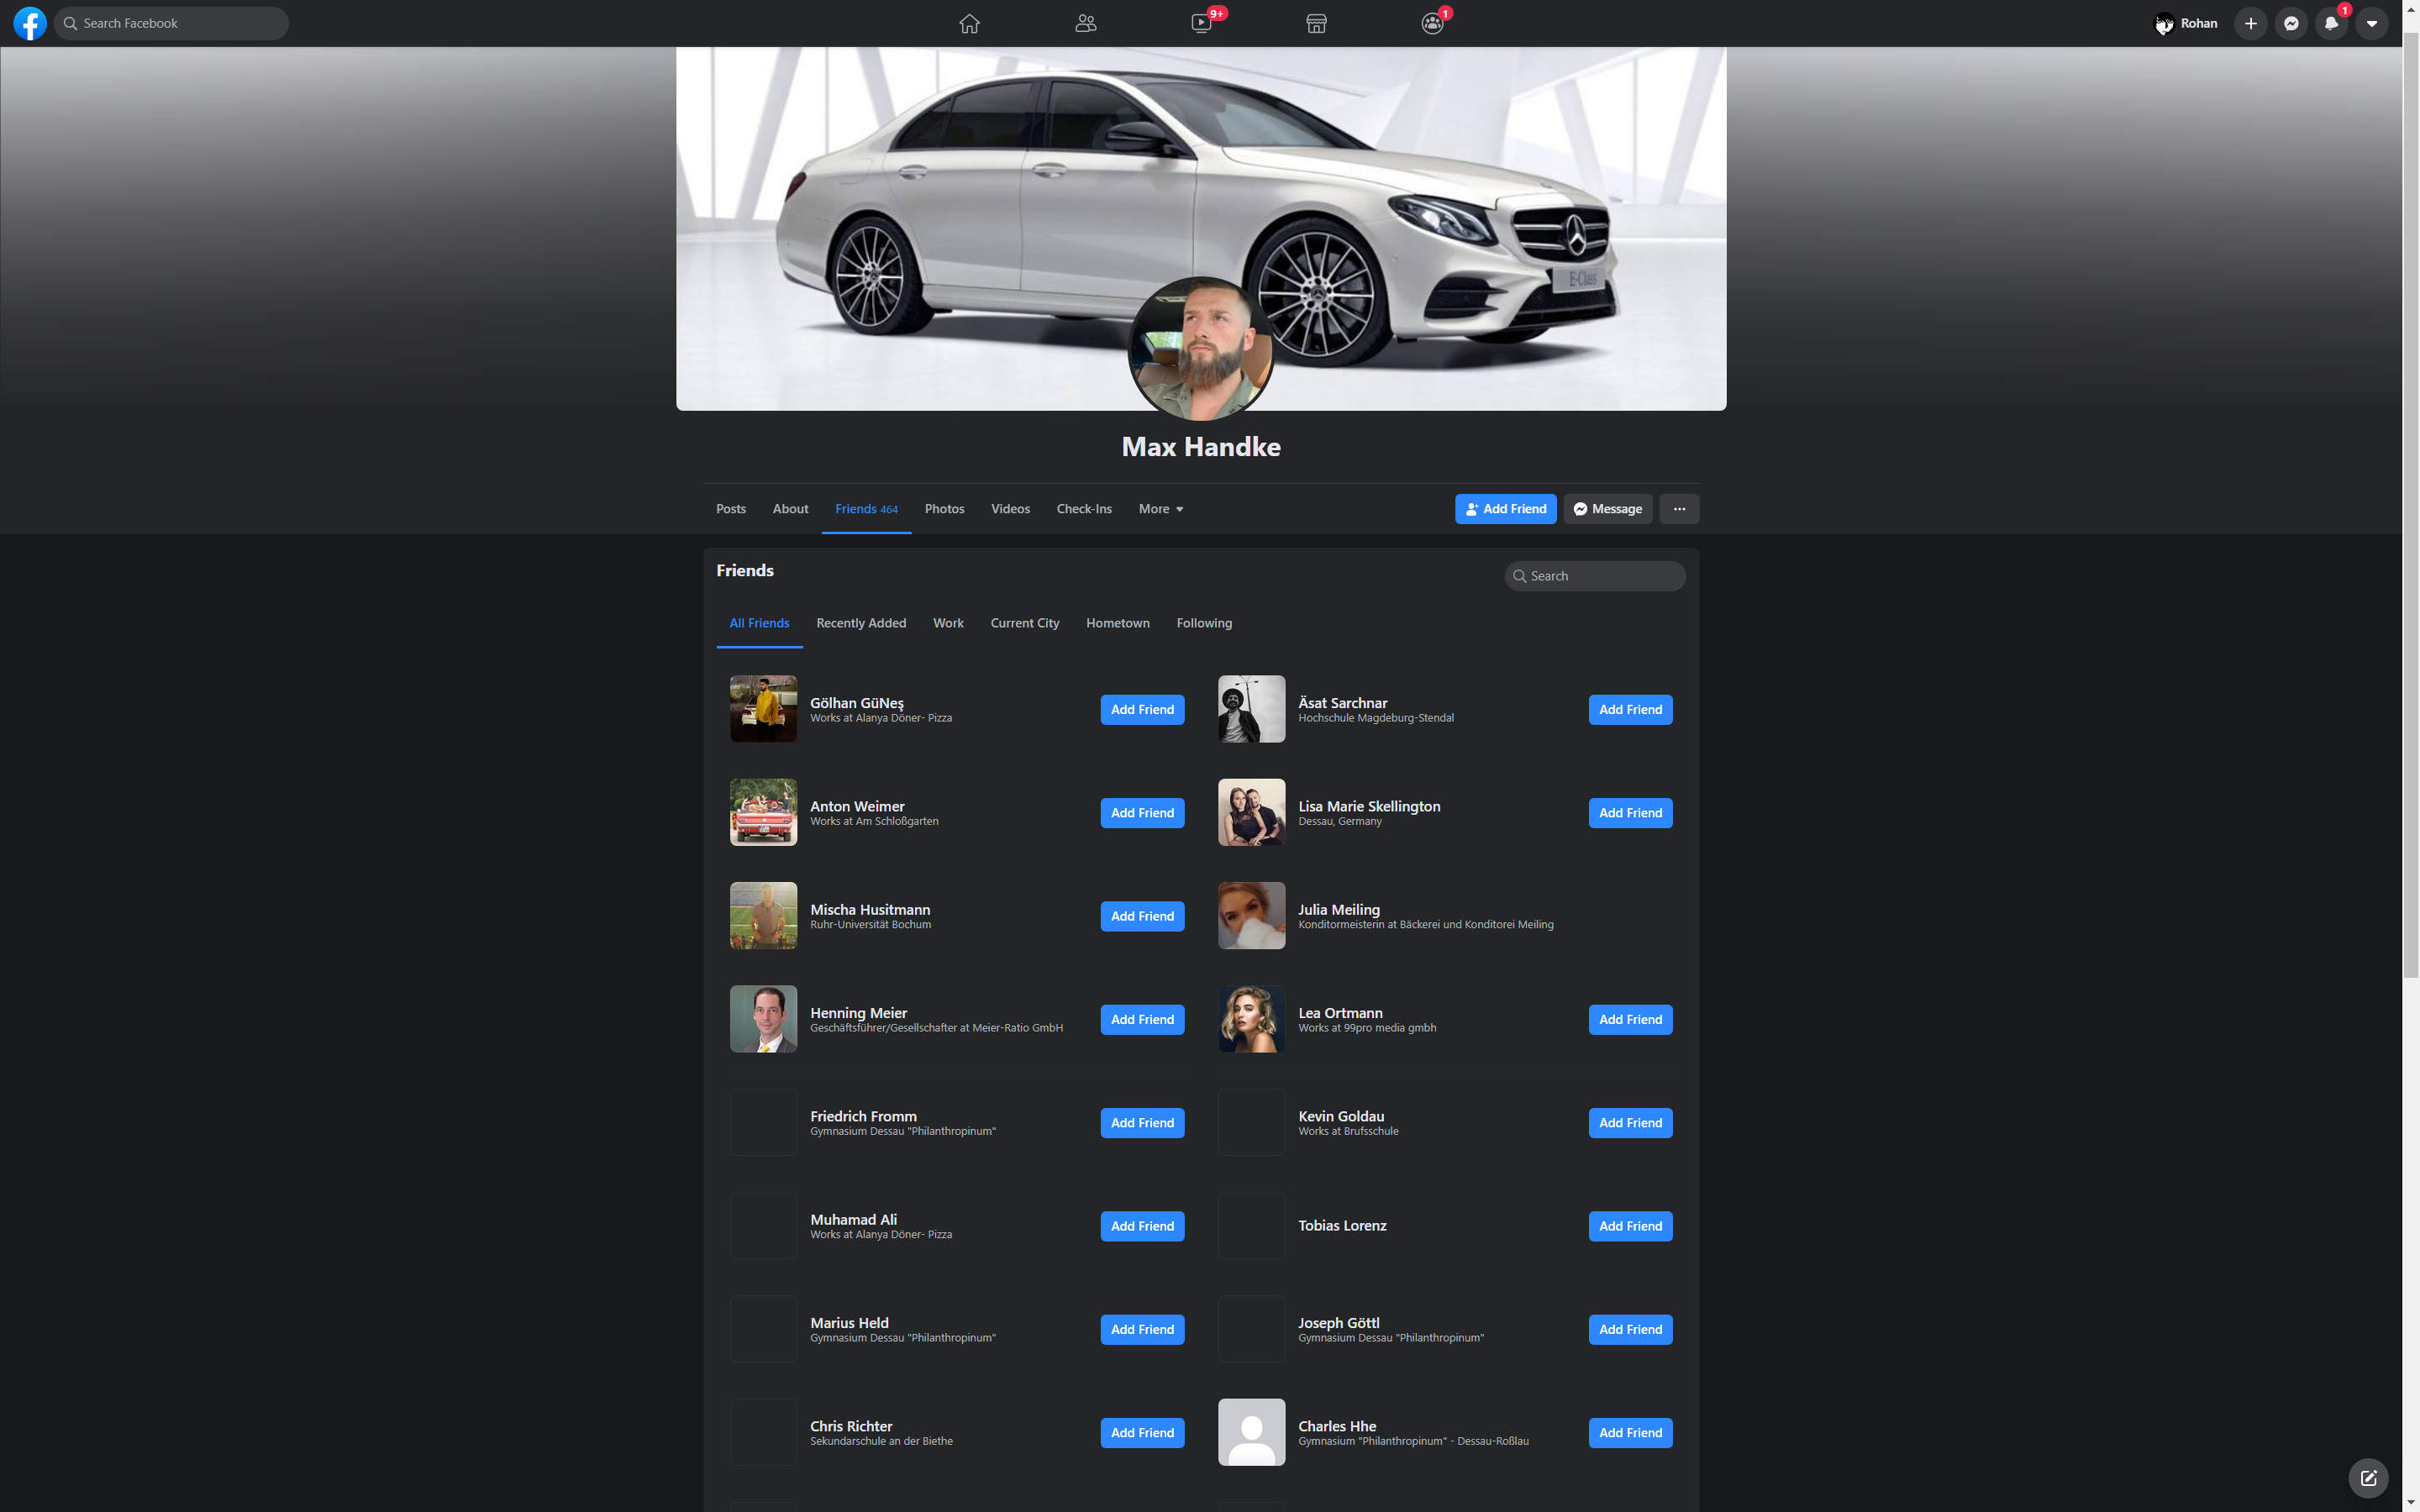 Search Facebook
9+
1
Rohan
1
E-Class
Max Handke
Posts
About
Friends 464
Photos
Videos
Check-Ins
More
Add Friend
Message
Friends
Search
All Friends
Recently Added
Work
Current City
Hometown
Following
Gölhan GüNeş
Works at Alanya Döner- Pizza
Add Friend
Äsat Sarchnar
Hochschule Magdeburg-Stendal
Add Friend
Anton Weimer
Works at Am Schloßgarten
Add Friend
Lisa Marie Skellington
Dessau, Germany
Add Friend
Mischa Husitmann
Ruhr-Universität Bochum
Add Friend
Julia Meiling
Konditormeisterin at Bäckerei und Konditorei Meiling
Henning Meier
Geschäftsführer/Gesellschafter at Meier-Ratio GmbH
Add Friend
Lea Ortmann
Works at 99pro media gmbh
Add Friend
Friedrich Fromm
Gymnasium Dessau "Philanthropinum"
Add Friend
Kevin Goldau
Works at Brufsschule
Add Friend
Muhamad Ali
Works at Alanya Döner- Pizza
Add Friend
Tobias Lorenz
Add Friend
Marius Held
Gymnasium Dessau "Philanthropinum"
Add Friend
Joseph Göttl
Gymnasium Dessau "Philanthropinum"
Add Friend
Chris Richter
Sekundarschule an der Biethe
Add Friend
Charles Hhe
Gymnasium "Philanthropinum" - Dessau-Roßlau
Add Friend